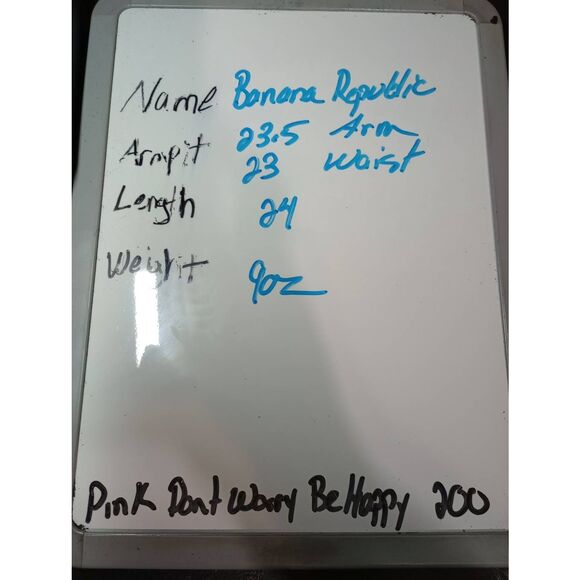 Name Banana Republic
Armpit 23.5 Arm
23 Waist
Length 24
Weight 9oz
Pink Dont Worry Be Happy 200